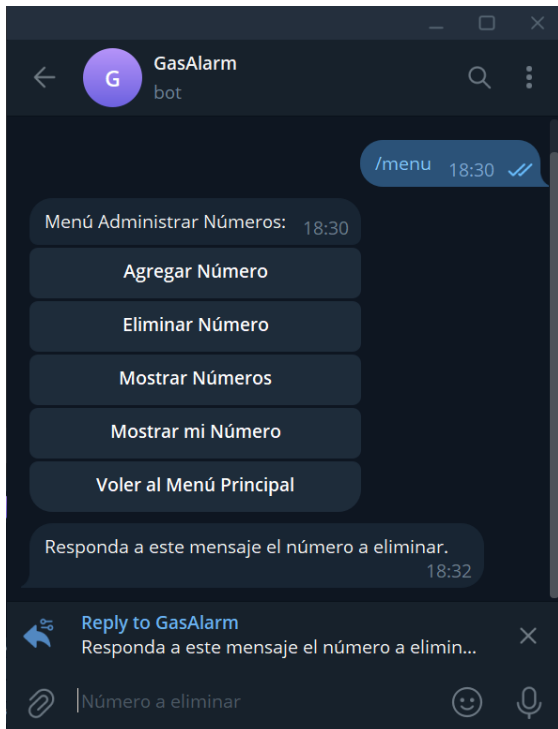 GasAlarm
G
bot
/menu 18:30
Menú Administrar Números: 18:30
Agregar Número
Eliminar Número
Mostrar Números
Mostrar mi Número
Voler al Menú Principal
Responda a este mensaje el número a eliminar.
18:32
Reply to GasAlarm
Responda a este mensaje el número a elimin...
Número a eliminar